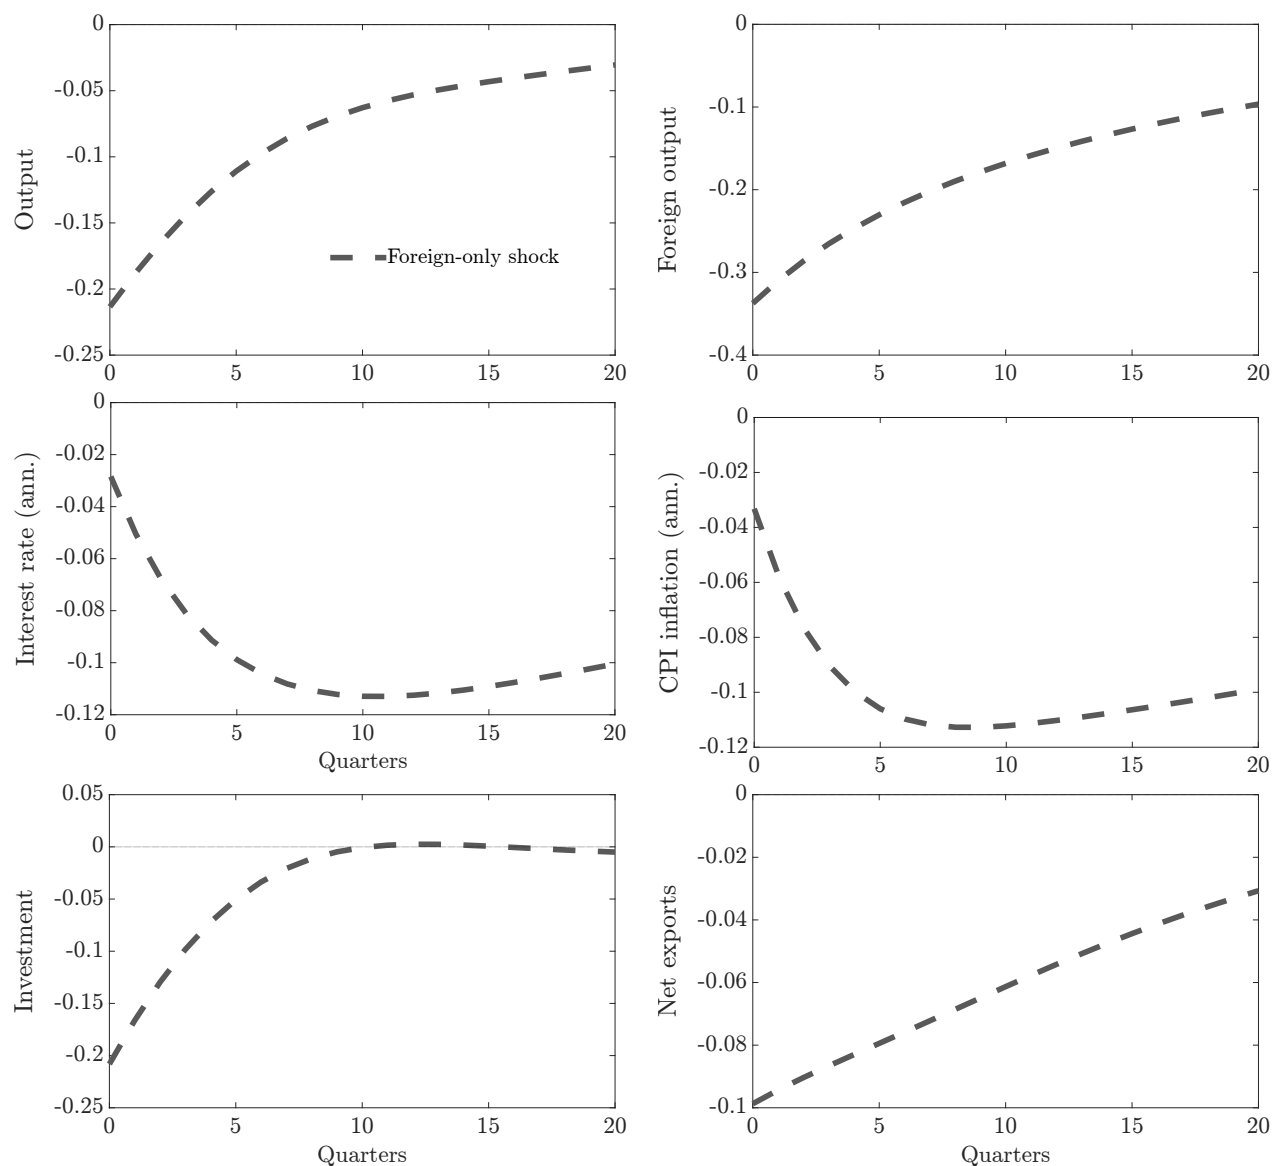 Output
0
-0.05
-0.1
-0.15
-0.2
-0.25
0 5 10 15 20
Foreign-only shock
Foreign output
0
-0.1
-0.2
-0.3
-0.4
0 5 10 15 20
Interest rate (ann.)
0
-0.02
-0.04
-0.06
-0.08
-0.1
-0.12
0 5 10 15 20
Quarters
CPI inflation (ann.)
0
-0.02
-0.04
-0.06
-0.08
-0.1
-0.12
0 5 10 15 20
Investment
0.05
0
-0.05
-0.1
-0.15
-0.2
-0.25
0 5 10 15 20
Quarters
Net exports
0
-0.02
-0.04
-0.06
-0.08
-0.1
0 5 10 15 20
Quarters